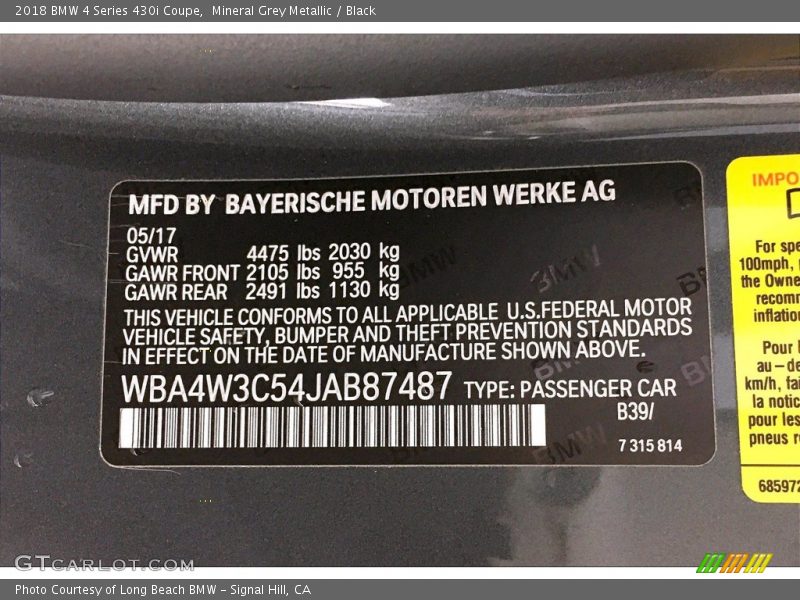 2018 BMW 4 Series 430i Coupe,  Mineral Grey Metallic / Black
MFD BY BAYERISCHE MOTOREN WERKE AG
05/17
GVWR 4475 lbs 2030 kg
GAWR FRONT 2105 lbs 955 kg
GAWR REAR 2491 lbs 1130 kg
THIS VEHICLE CONFORMS TO ALL APPLICABLE U.S.FEDERAL MOTOR
VEHICLE SAFETY, BUMPER AND THEFT PREVENTION STANDARDS
IN EFFECT ON THE DATE OF MANUFACTURE SHOWN ABOVE.
WBA4W3C54JAB87487 TYPE: PASSENGER CAR
B39/
7 315 814
IMPO
For spe
100mph,
the Owne
recomm
inflatio
Pour
au-de
km/h, fai
la notic
pour les
pneus r
685972
GTCARLOT.COM
Photo Courtesy of Long Beach BMW - Signal Hill, CA